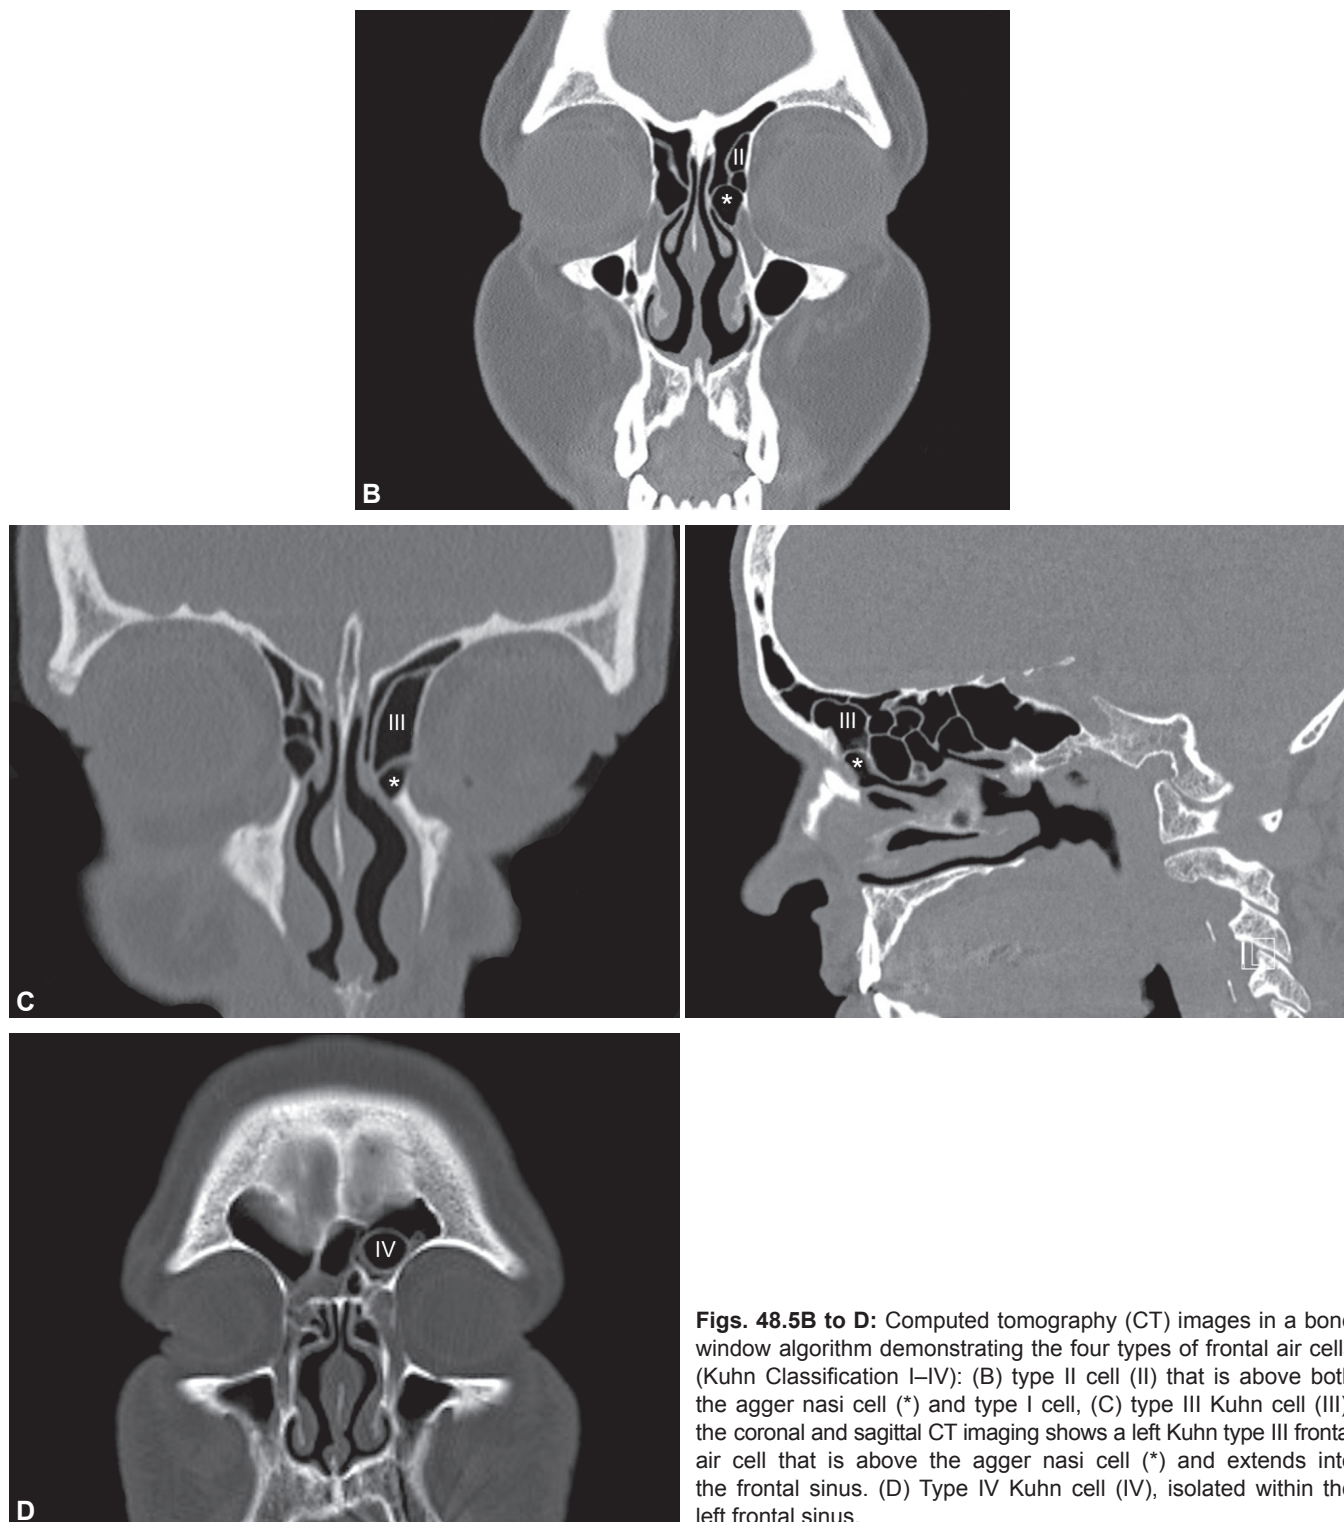 II
*
B
III
*
III
*
C
IV
D
Figs. 48.5B to D: Computed tomography (CT) images in a bone
window algorithm demonstrating the four types of frontal air cell
(Kuhn Classification I–IV): (B) type II cell (II) that is above both
the agger nasi cell (*) and type I cell, (C) type III Kuhn cell (III)
the coronal and sagittal CT imaging shows a left Kuhn type III fronta
air cell that is above the agger nasi cell (*) and extends into
the frontal sinus. (D) Type IV Kuhn cell (IV), isolated within the
left frontal sinus.